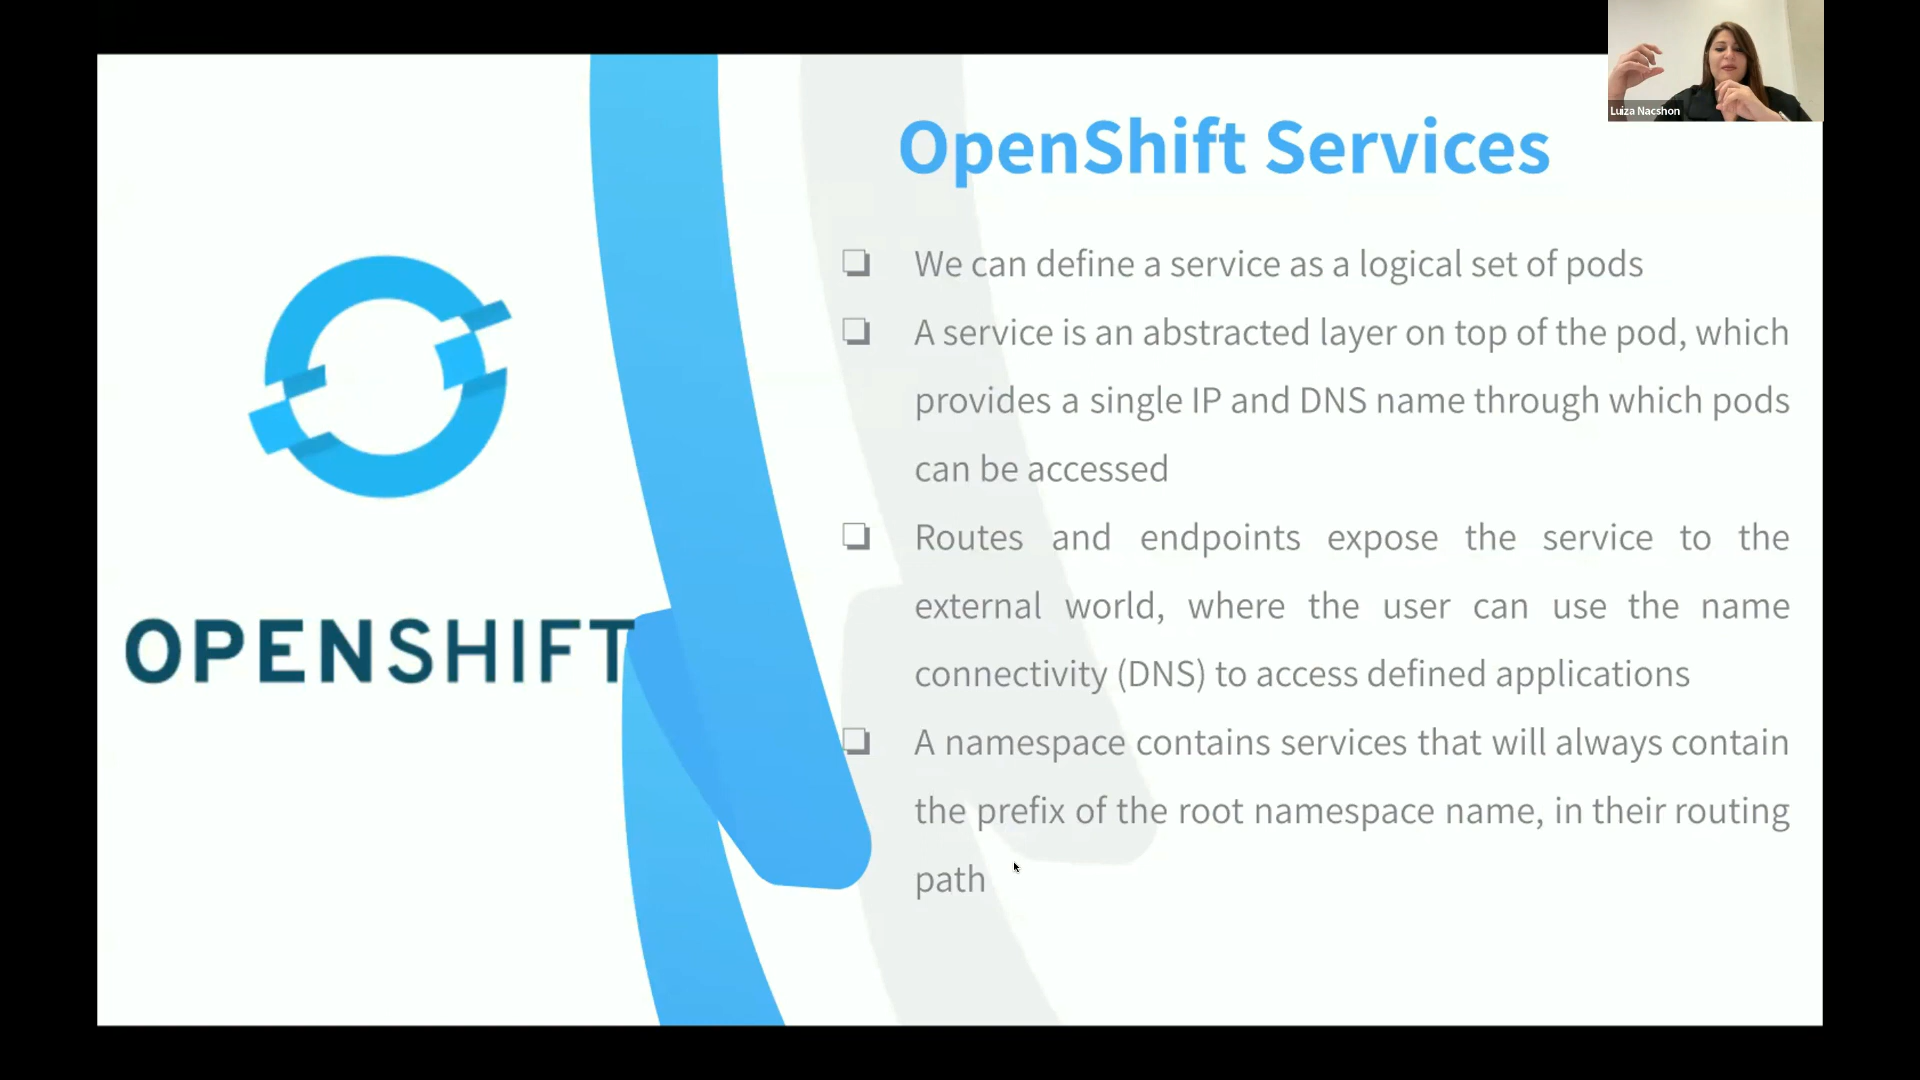 Luiza Nacshon
OpenShift Services
We can define a service as a logical set of pods
A service is an abstracted layer on top of the pod, which
provides a single IP and DNS name through which pods
can be accessed
Routes and endpoints expose the service to the
external world, where the user can use the name
connectivity (DNS) to access defined applications
A namespace contains services that will always contain
the prefix of the root namespace name, in their routing
path
OPENSHIFT